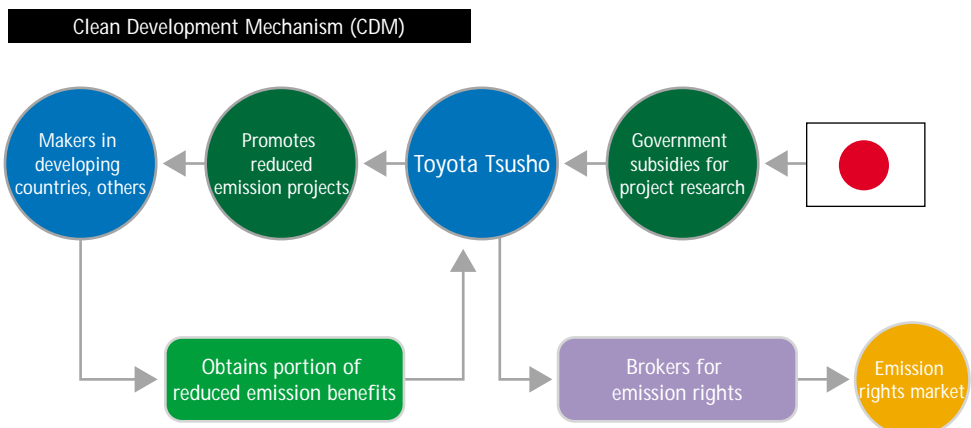 Clean Development Mechanism (CDM)
Makers in
developing
countries, others
Promotes
reduced
emission projects
Toyota Tsusho
Government
subsidies for
project research
Obtains portion of
reduced emission benefits
Brokers for
emission rights
Emission
rights market